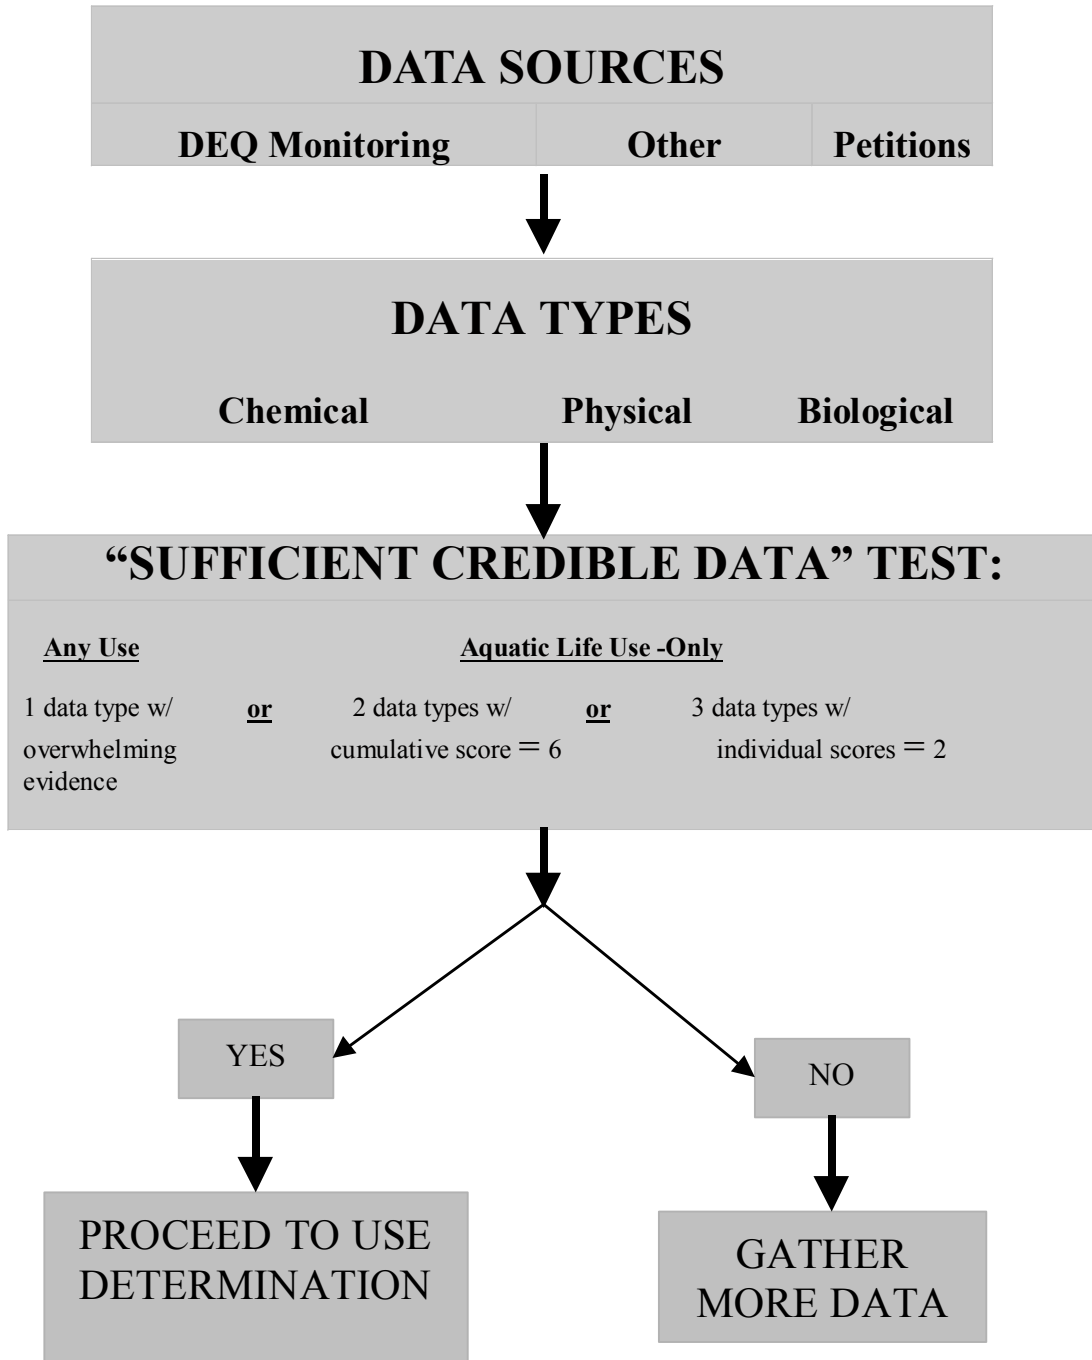 DATA SOURCES
DEQ Monitoring Other Petitions
DATA TYPES
Chemical Physical Biological
“SUFFICIENT CREDIBLE DATA” TEST:
Any Use Aquatic Life Use -Only
1 data type w/ or 2 data types w/ or 3 data types w/
overwhelming cumulative score = 6 individual scores = 2
evidence
YES
NO
PROCEED TO USE
DETERMINATION
GATHER
MORE DATA